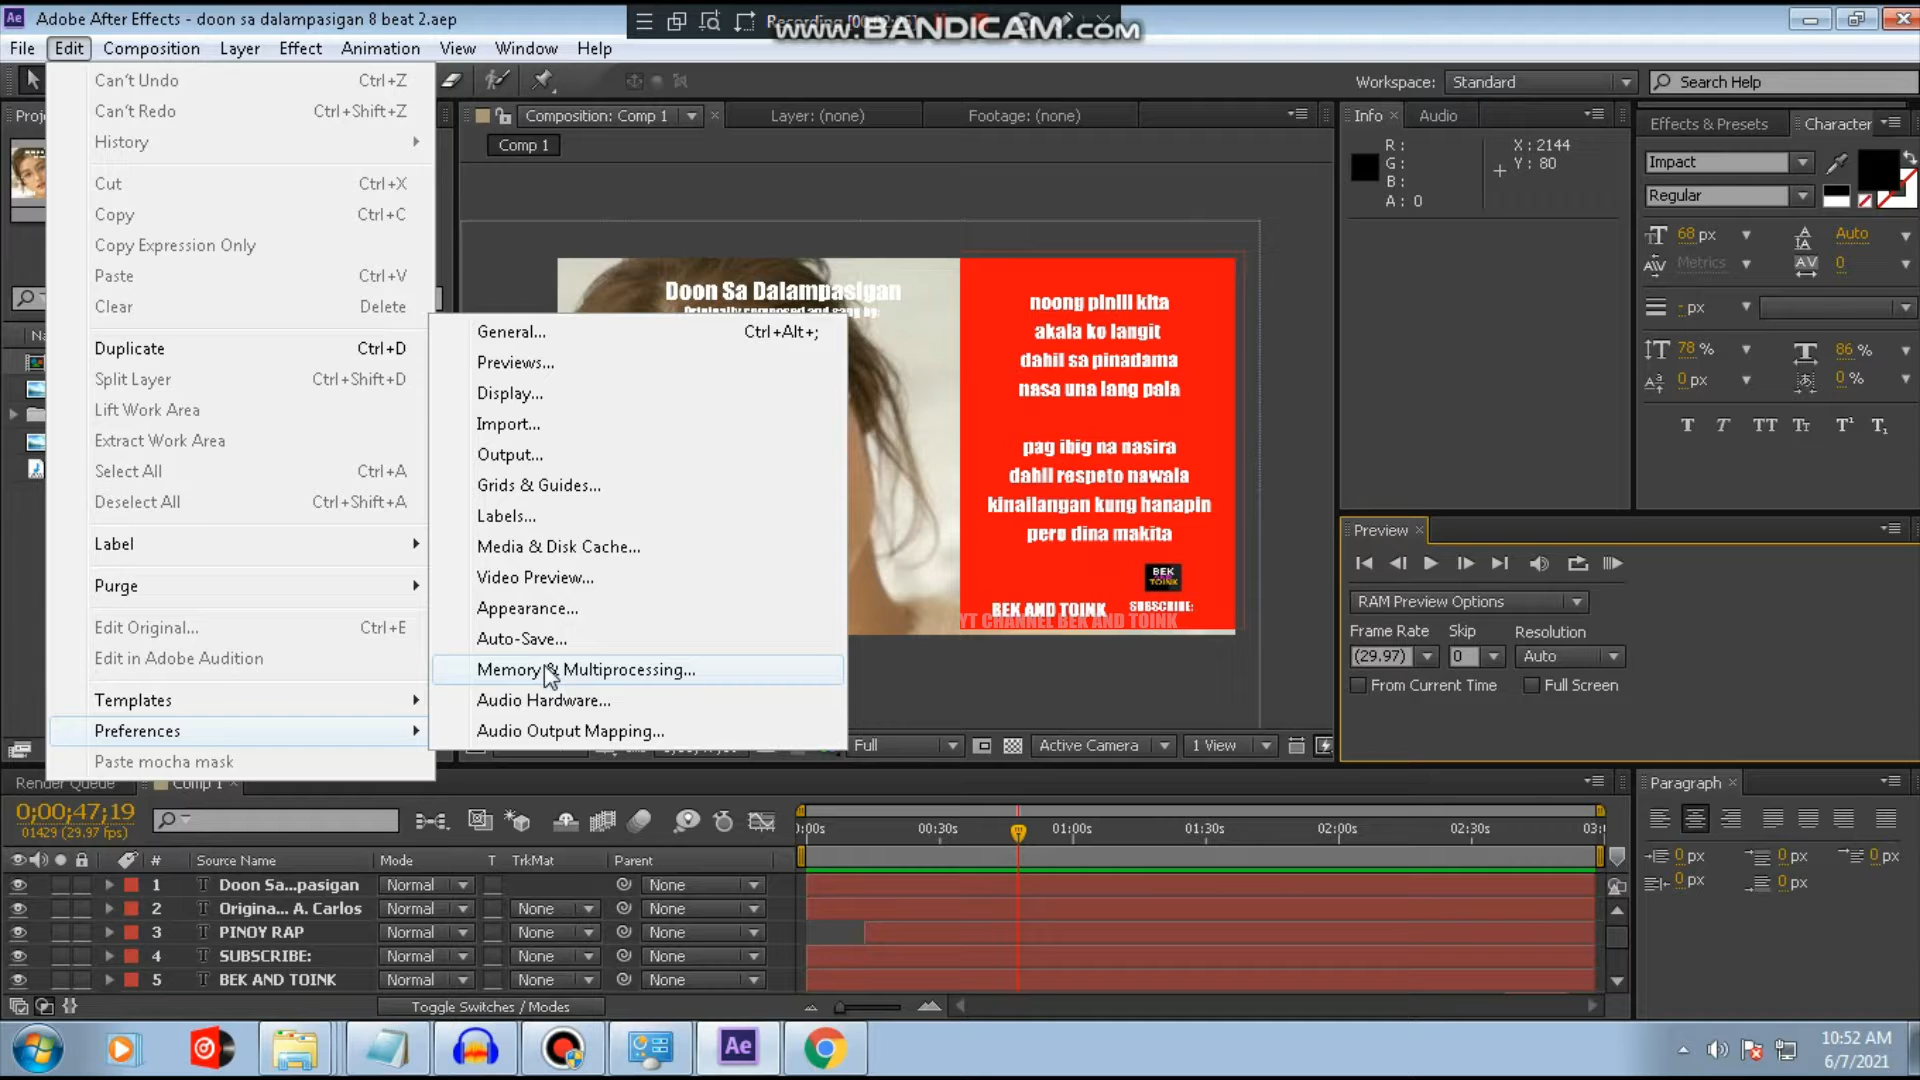 Adobe After Effects - doon sa dalampasigan 8 beat 2.aep
www.BANDICAM.com
File Edit Composition Layer Effect Animation View Window Help
Workspace: Standard
Search Help
Can't Undo Ctrl+Z
Can't Redo Ctrl+Shift+Z
History
Cut Ctrl+X
Copy Ctrl+C
Copy Expression Only
Paste Ctrl+V
Clear Delete
Duplicate Ctrl+D
Split Layer Ctrl+Shift+D
Lift Work Area
Extract Work Area
Select All Ctrl+A
Deselect All Ctrl+Shift+A
Label
Purge
Edit Original... Ctrl+E
Edit in Adobe Audition
Templates
Preferences
Paste mocha mask
General... Ctrl+Alt+;
Previews...
Display...
Import...
Output...
Grids & Guides...
Labels...
Media & Disk Cache...
Video Preview...
Appearance...
Auto-Save...
Memory & Multiprocessing...
Audio Hardware...
Audio Output Mapping...
Composition: Comp 1
Layer: (none)
Footage: (none)
Comp 1
Doon Sa Dalampasigan
Originally composed and sang by:
noong pinili kita
akala ko langit
dahil sa pinadama
nasa una lang pala
pag ibig na nasira
dahil respeto nawala
kinailangan kung hanapin
pero dina makita
BEK
TOINK
BEK AND TOINK SUBSCRIBE:
YT CHANNEL BEK AND TOINK
Full
Active Camera
1 View
Info Audio
R: X: 2144
G: Y: 80
B:
A: 0
Effects & Presets Character
Impact
Regular
68 px Auto
Metrics 0
- px
78 % 86 %
0 px 0 %
T T TT Tr T¹ T₁
Preview
RAM Preview Options
Frame Rate Skip Resolution
(29.97) 0 Auto
From Current Time Full Screen
Render Queue Comp 1
0;00;47;19
01429 (29.97 fps)
):00s 00:30s 01:00s 01:30s 02:00s 02:30s 03:
# Source Name Mode T TrkMat Parent
1 T Doon Sa...pasigan Normal None
2 T Origina... A. Carlos Normal None None
3 T PINOY RAP Normal None None
4 T SUBSCRIBE: Normal None None
5 T BEK AND TOINK Normal None None
Toggle Switches / Modes
Paragraph
0 px 0 px 0 px
0 px 0 px
Ae
10:52 AM
6/7/2021